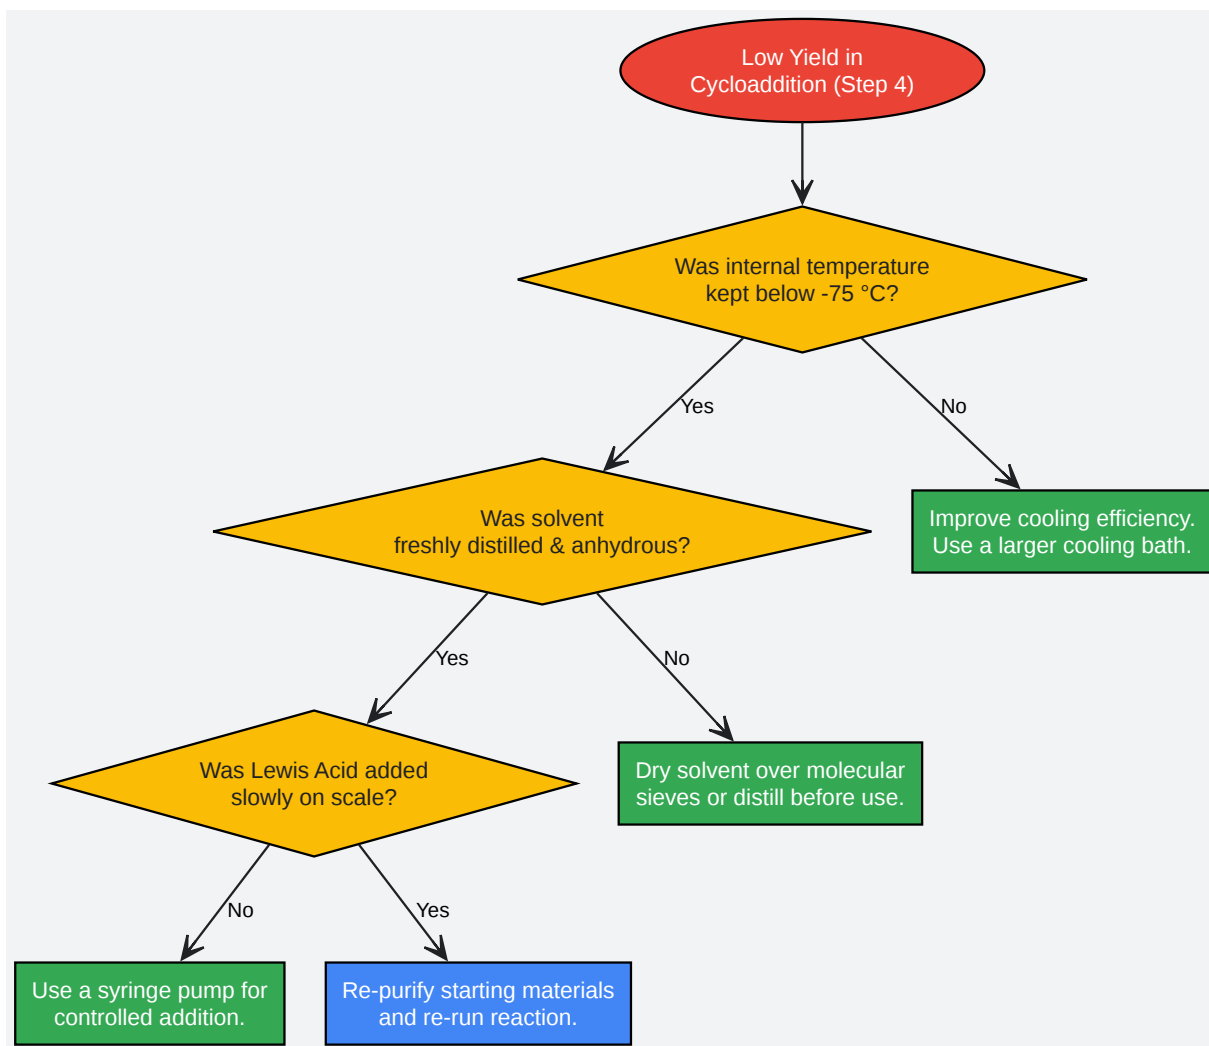 Low Yield in
Cycloaddition (Step 4)
Was internal temperature
kept below -75 °C?
Yes
No
Was solvent
freshly distilled & anhydrous?
Improve cooling efficiency.
Use a larger cooling bath.
Yes
No
Was Lewis Acid added
slowly on scale?
Dry solvent over molecular
sieves or distill before use.
No
Yes
Use a syringe pump for
controlled addition.
Re-purify starting materials
and re-run reaction.